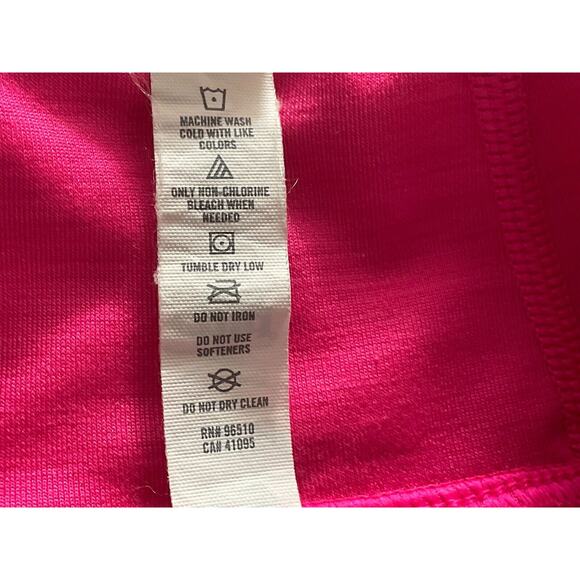 MACHINE WASH
COLD WITH LIKE
COLORS
ONLY NON-CHLORINE
BLEACH WHEN
NEEDED
TUMBLE DRY LOW
DO NOT IRON
DO NOT USE
SOFTENERS
DO NOT DRY CLEAN
RN# 96510
CA# 41095